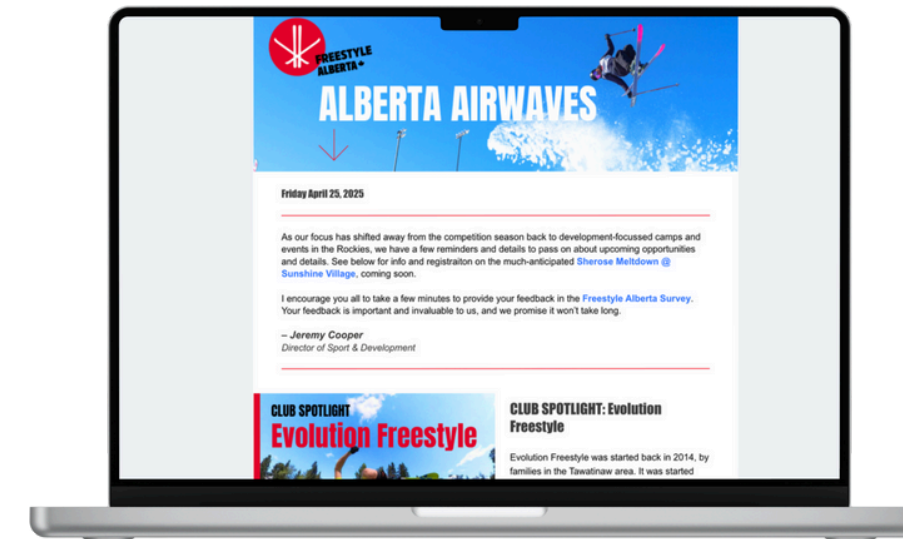 FREESTYLE
ALBERTA
ALBERTA AIRWAVES
Friday April 25, 2025
As our focus has shifted away from the competition season back to development-focussed camps and
events in the Rockies, we have a few reminders and details to pass on about upcoming opportunities
and details. See below for info and registraiton on the much-anticipated Sherose Meltdown @
Sunshine Village, coming soon.
I encourage you all to take a few minutes to provide your feedback in the Freestyle Alberta Survey.
Your feedback is important and invaluable to us, and we promise it won't take long.
– Jeremy Cooper
Director of Sport & Development
CLUB SPOTLIGHT
Evolution Freestyle
CLUB SPOTLIGHT: Evolution
Freestyle
Evolution Freestyle was started back in 2014, by
families in the Tawatinaw area. It was started